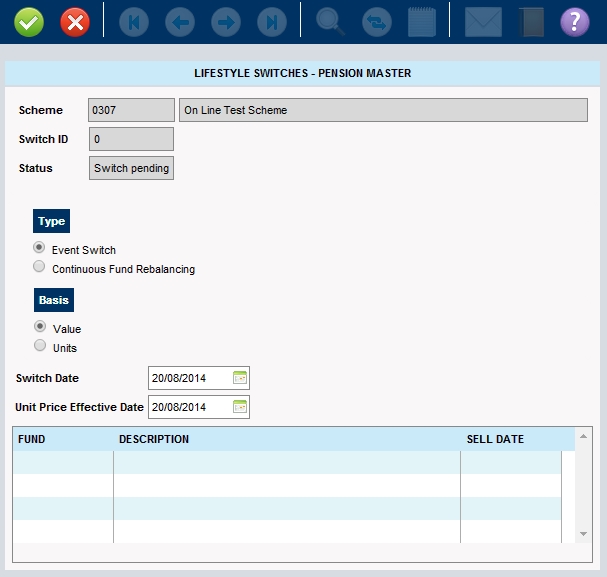 LIFESTYLE SWITCHES - PENSION MASTER
Scheme 0307 On Line Test Scheme
Switch ID 0
Status Switch pending
Type
Event Switch
Continuous Fund Rebalancing
Basis
Value
Units
Switch Date 20/08/2014
Unit Price Effective Date 20/08/2014
FUND DESCRIPTION SELL DATE